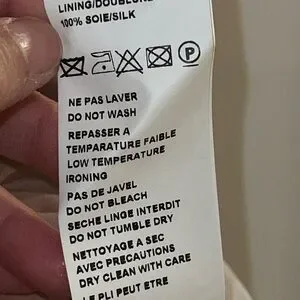 LINING/DOUBLURE
100% SOIE/SILK
P
NE PAS LAVER
DO NOT WASH
REPASSER A
TEMPARATURE FAIBLE
LOW TEMPERATURE
IRONING
PAS DE JAVEL
DO NOT BLEACH
SECHE LINGE INTERDIT
DO NOT TUMBLE DRY
NETTOYAGE A SEC
AVEC PRECAUTIONS
DRY CLEAN WITH CARE
LE PLI PEUT ETRE